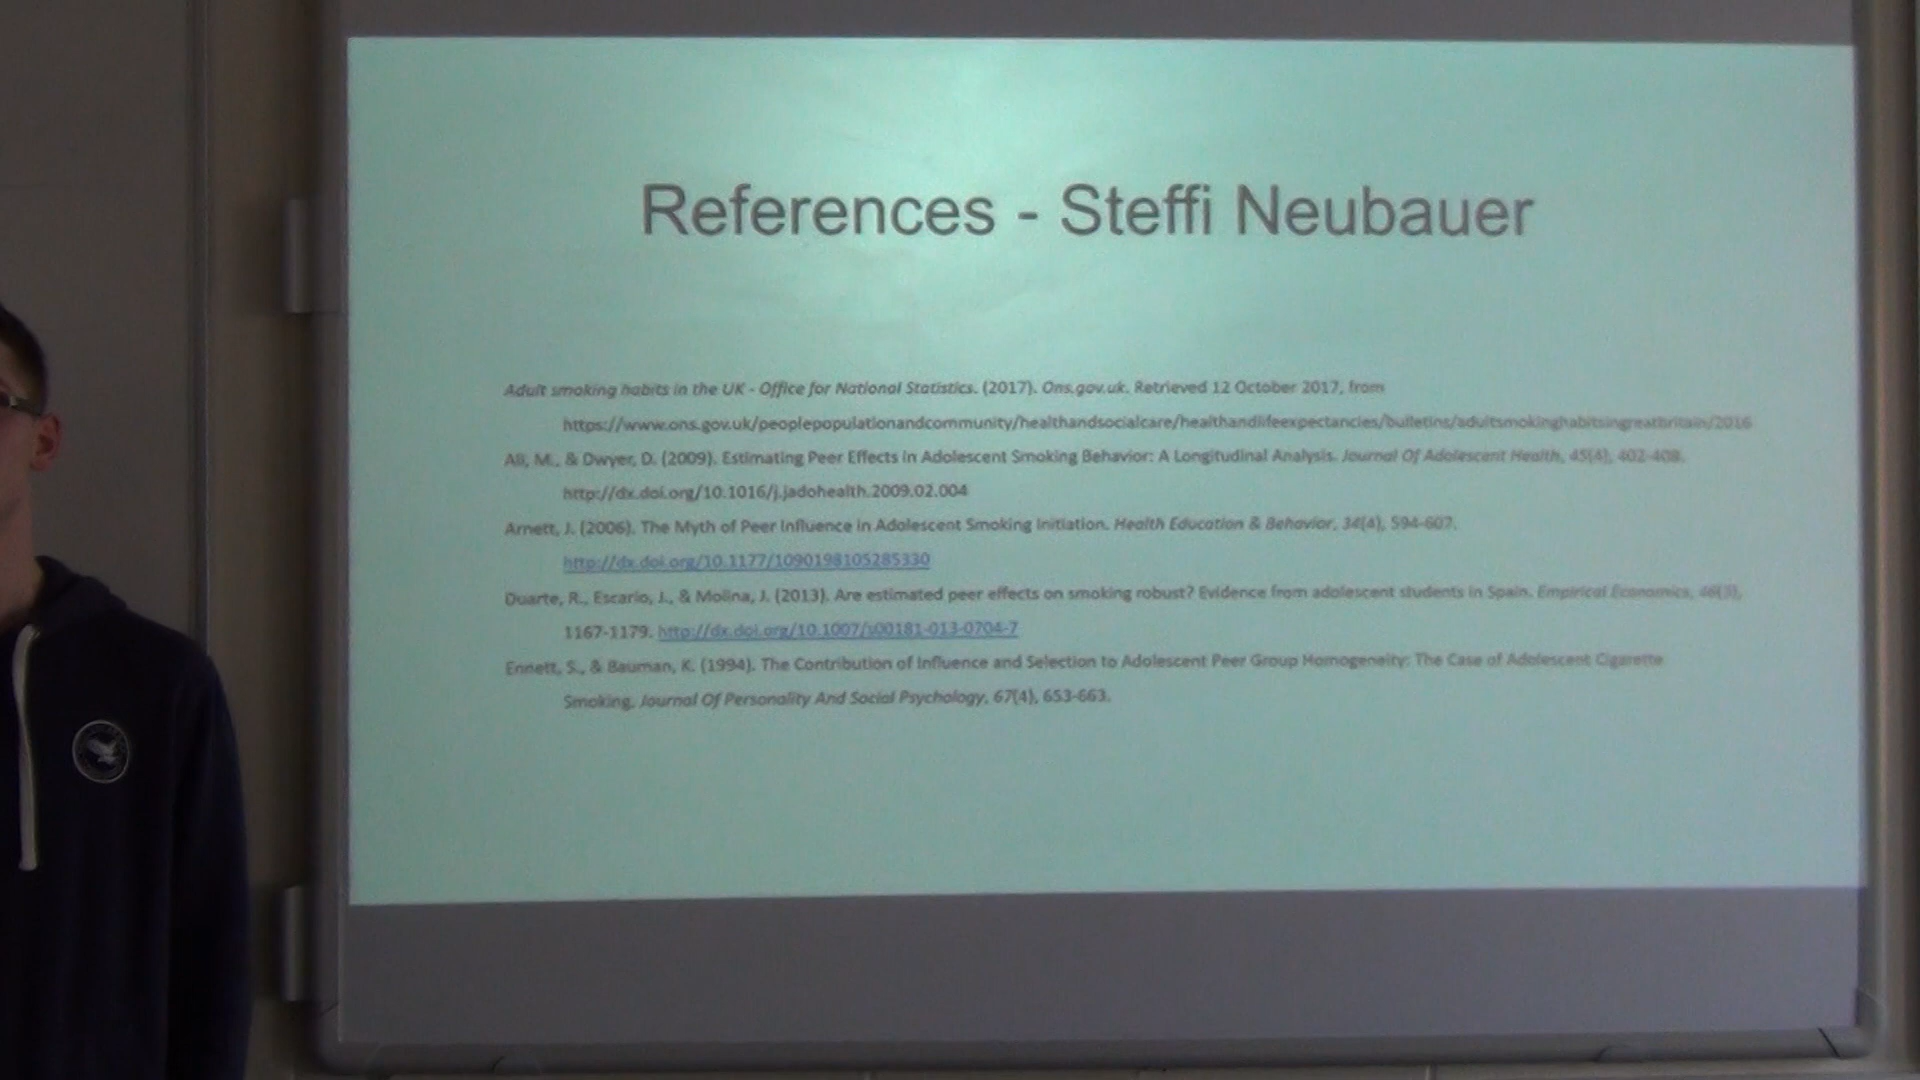 References - Steffi Neubauer
Adult smoking habits in the UK - Office for National Statistics. (2017). Ons.gov.uk. Retrieved 12 October 2017, from
https://www.ons.gov.uk/peoplepopulationandcommunity/healthandsocialcare/healthandlifeexpectancies/bulletins/adultsmokinghabitsingreatbritain/2016
Ali, M., & Dwyer, D. (2009). Estimating Peer Effects in Adolescent Smoking Behavior: A Longitudinal Analysis. Journal Of Adolescent Health, 45(4), 402-408.
http://dx.doi.org/10.1016/j.jadohealth.2009.02.004
Arnett, J. (2006). The Myth of Peer Influence in Adolescent Smoking Initiation. Health Education & Behavior, 34(4), 594-607.
http://dx.doi.org/10.1177/1090198105285330
Duarte, R., Escario, J., & Molina, J. (2013). Are estimated peer effects on smoking robust? Evidence from adolescent students in Spain. Empirical Economics, 46(3),
1167-1179. http://dx.doi.org/10.1007/s00181-013-0704-7
Ennett, S., & Bauman, K. (1994). The Contribution of Influence and Selection to Adolescent Peer Group Homogeneity: The Case of Adolescent Cigarette
Smoking, Journal Of Personality And Social Psychology, 67(4), 653-663.